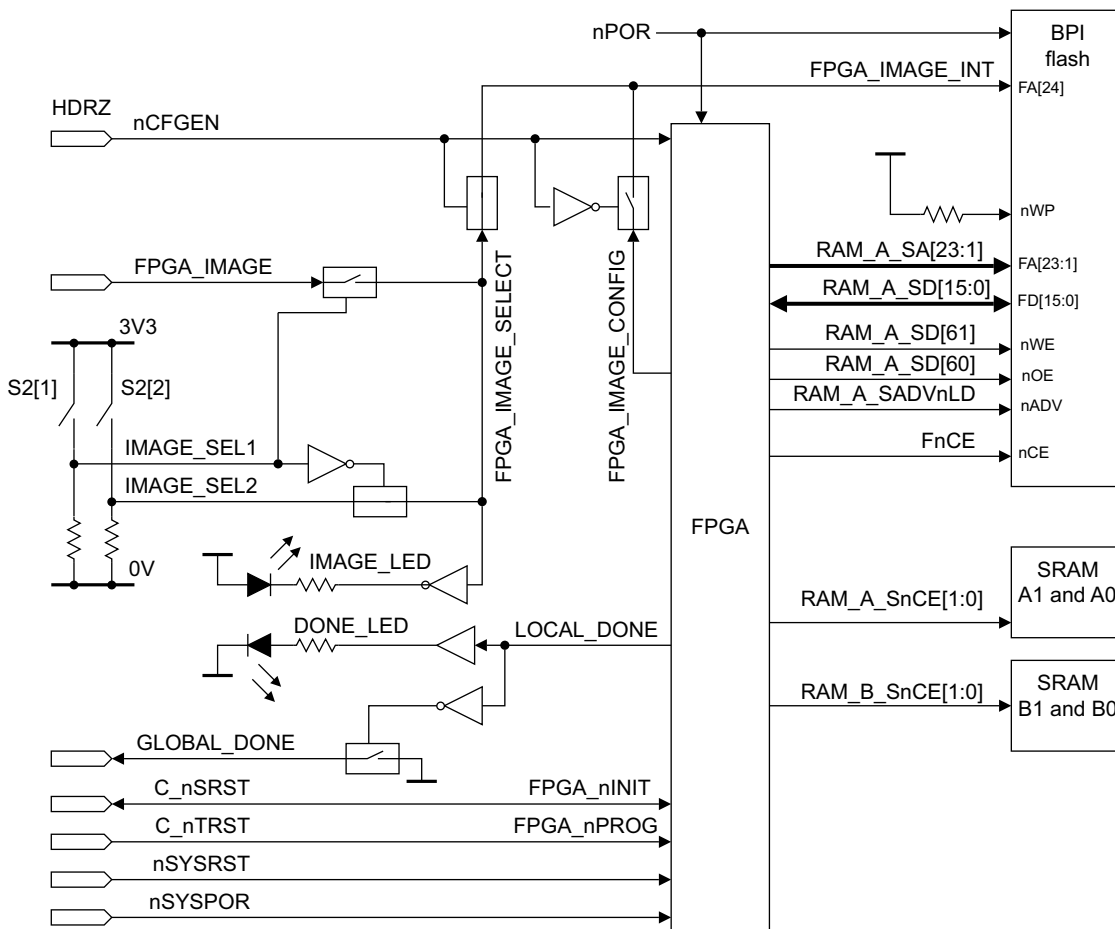 nPOR
BPI
flash
FPGA_IMAGE_INT
FA[24]
HDRZ
nCFGEN
nWP
FPGA_IMAGE
FPGA_IMAGE_SELECT
FPGA_IMAGE_CONFIG
RAM_A_SA[23:1]
FA[23:1]
RAM_A_SD[15:0]
FD[15:0]
3V3
RAM_A_SD[61]
nWE
RAM_A_SD[60]
nOE
S2[1]
S2[2]
RAM_A_SADVnLD
nADV
IMAGE_SEL1
FnCE
nCE
IMAGE_SEL2
FPGA
0V
IMAGE_LED
SRAM
A1 and A0
RAM_A_SnCE[1:0]
DONE_LED
LOCAL_DONE
SRAM
B1 and B0
RAM_B_SnCE[1:0]
GLOBAL_DONE
C_nSRST
FPGA_nINIT
C_nTRST
FPGA_nPROG
nSYSRST
nSYSPOR